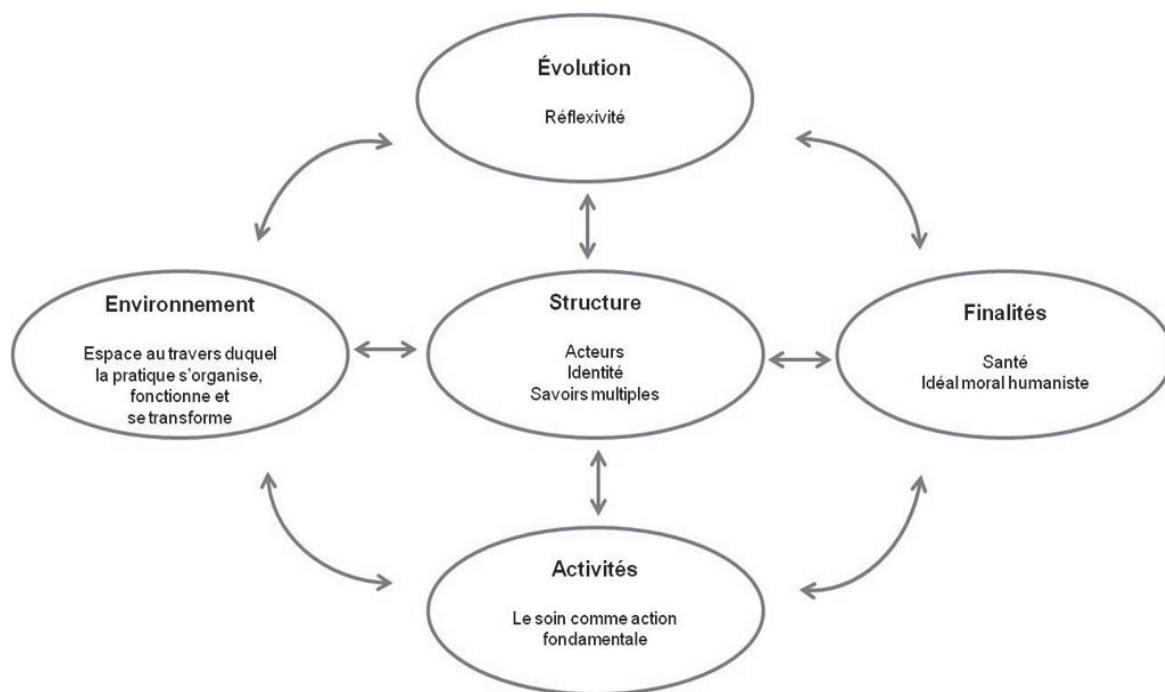 Évolution
Réflexivité
Environnement
Espace au travers duquel
la pratique s'organise,
fonctionne et
se transforme
Structure
Acteurs
Identité
Savoirs multiples
Finalités
Santé
Idéal moral humaniste
Activités
Le soin comme action
fondamentale